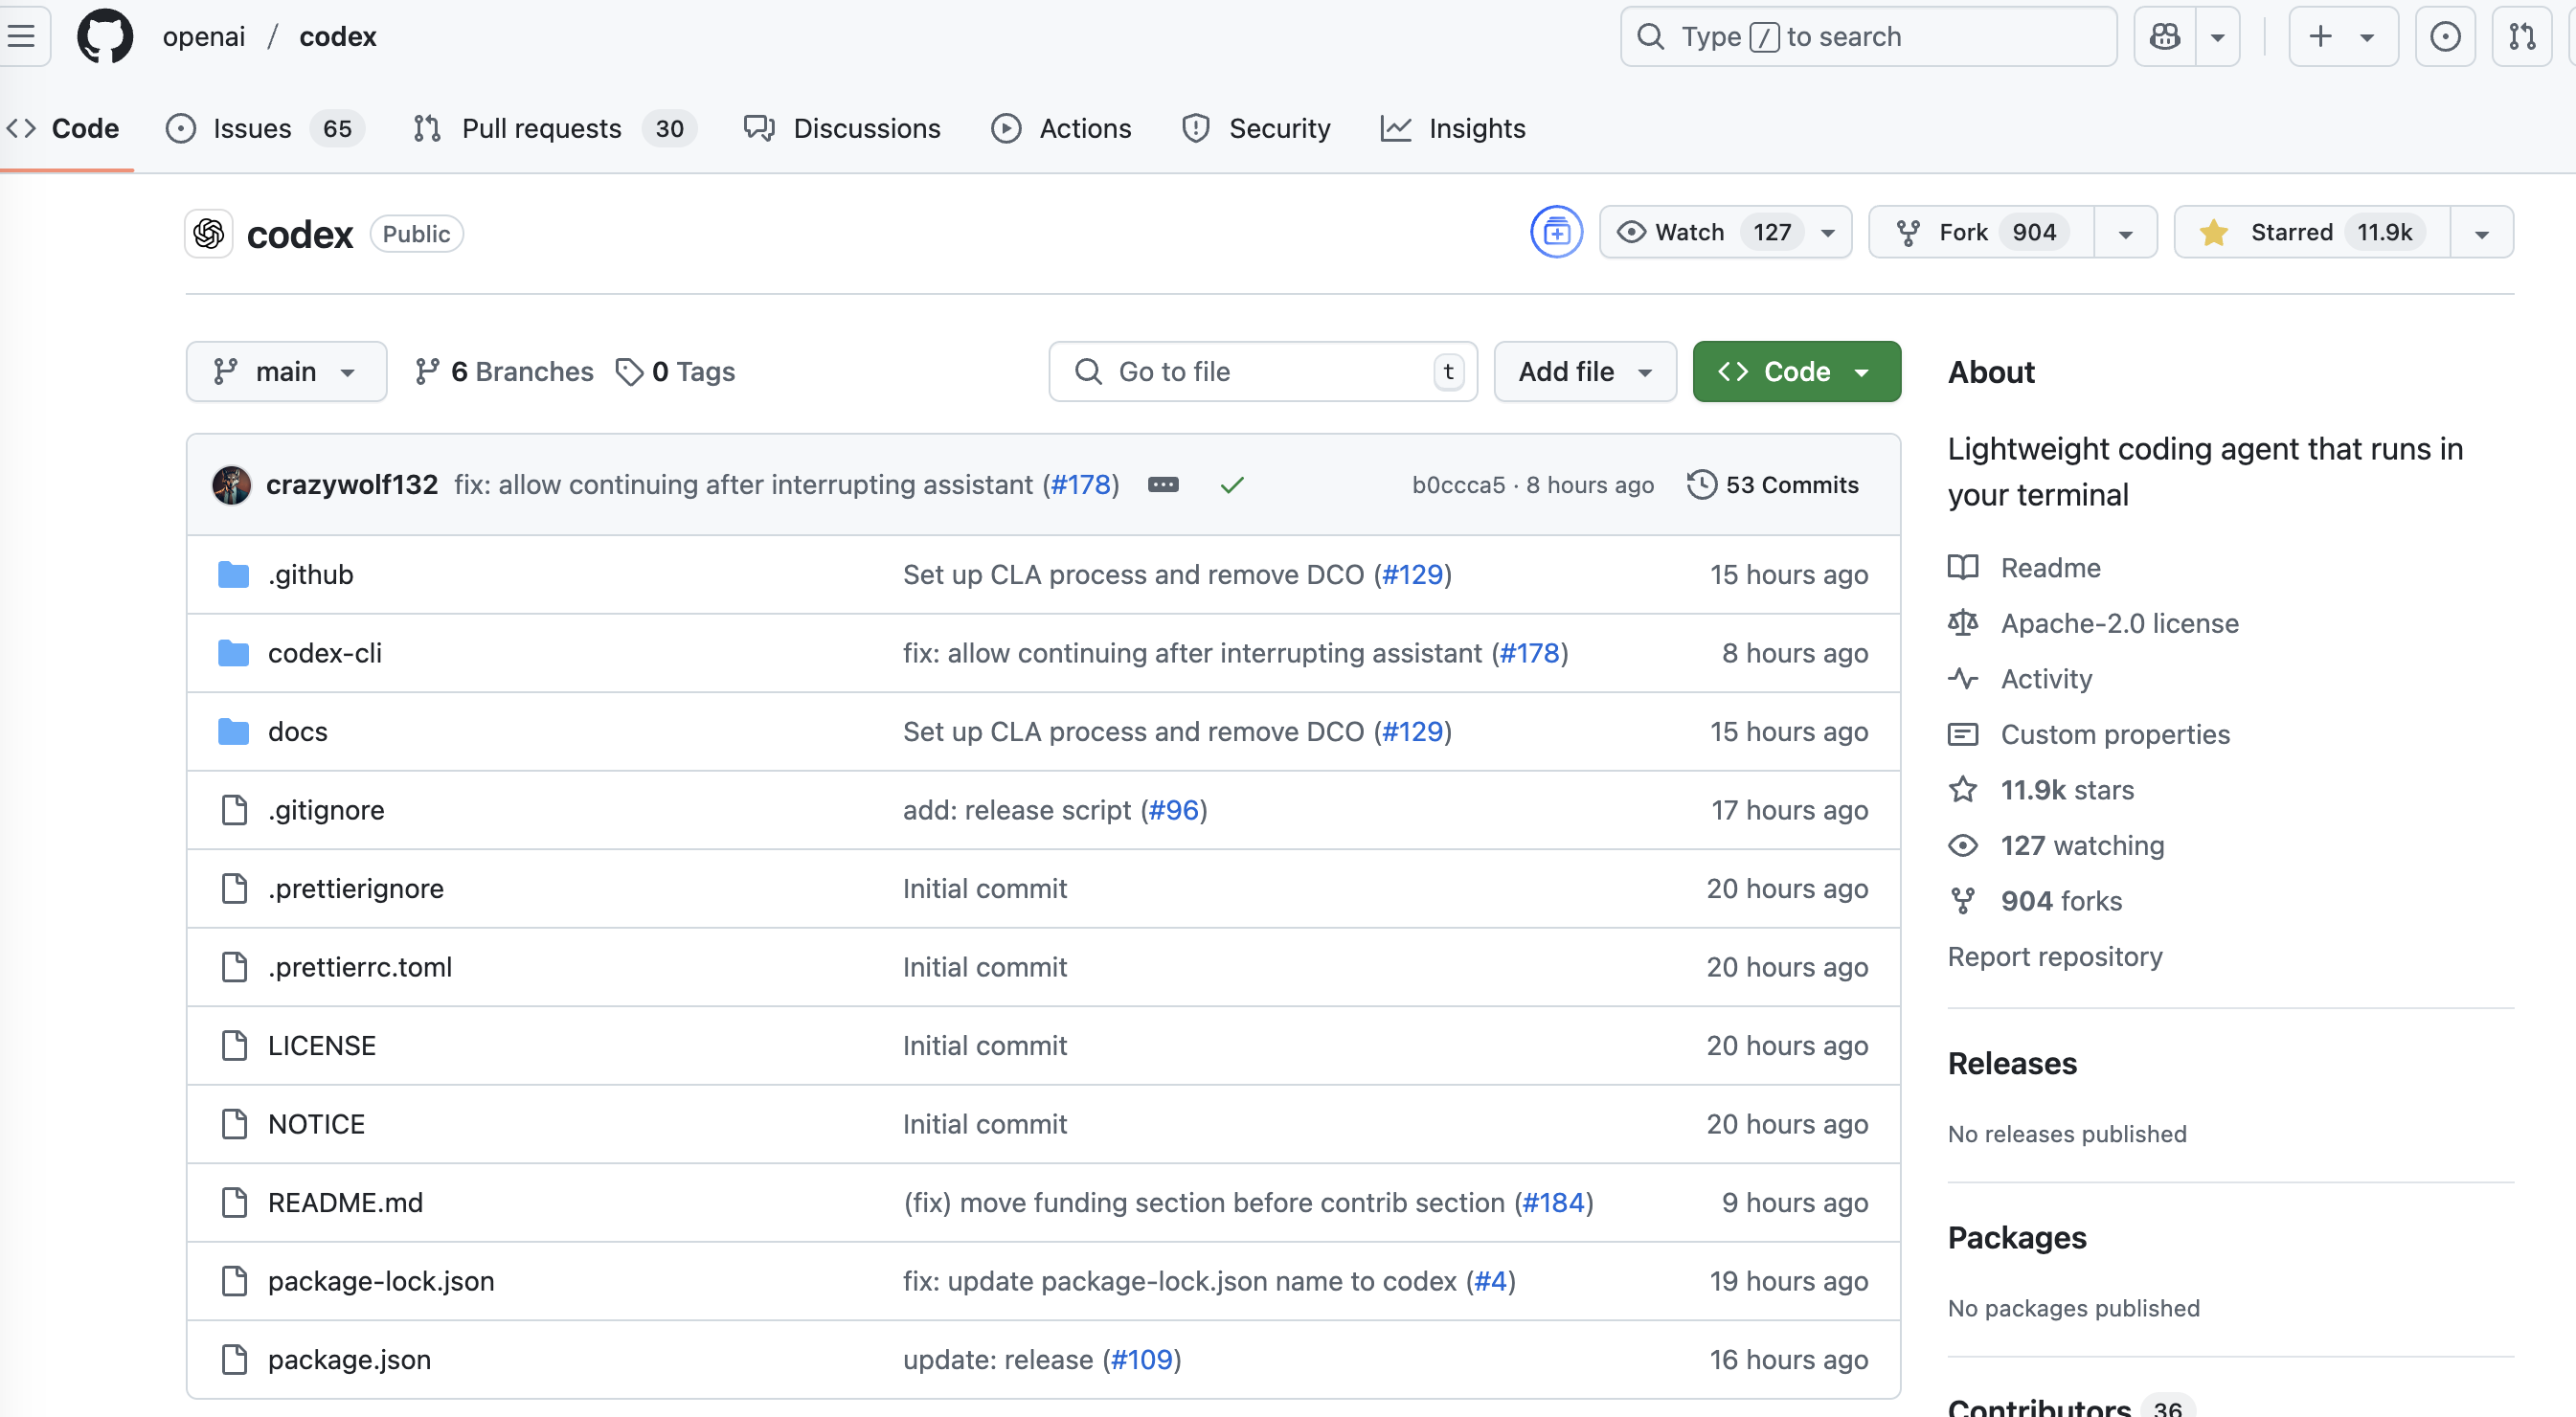 openai / codex
Type / to search
Code Issues 65 Pull requests 30 Discussions Actions Security Insights
codex Public
Watch 127 Fork 904 Starred 11.9k
main 6 Branches 0 Tags Go to file t Add file Code
crazywolf132 fix: allow continuing after interrupting assistant (#178) b0ccca5 · 8 hours ago 53 Commits
.github Set up CLA process and remove DCO (#129) 15 hours ago
codex-cli fix: allow continuing after interrupting assistant (#178) 8 hours ago
docs Set up CLA process and remove DCO (#129) 15 hours ago
.gitignore add: release script (#96) 17 hours ago
.prettierignore Initial commit 20 hours ago
.prettierrc.toml Initial commit 20 hours ago
LICENSE Initial commit 20 hours ago
NOTICE Initial commit 20 hours ago
README.md (fix) move funding section before contrib section (#184) 9 hours ago
package-lock.json fix: update package-lock.json name to codex (#4) 19 hours ago
package.json update: release (#109) 16 hours ago
About
Lightweight coding agent that runs in
your terminal
Readme
Apache-2.0 license
Activity
Custom properties
11.9k stars
127 watching
904 forks
Report repository
Releases
No releases published
Packages
No packages published
Contributors 36